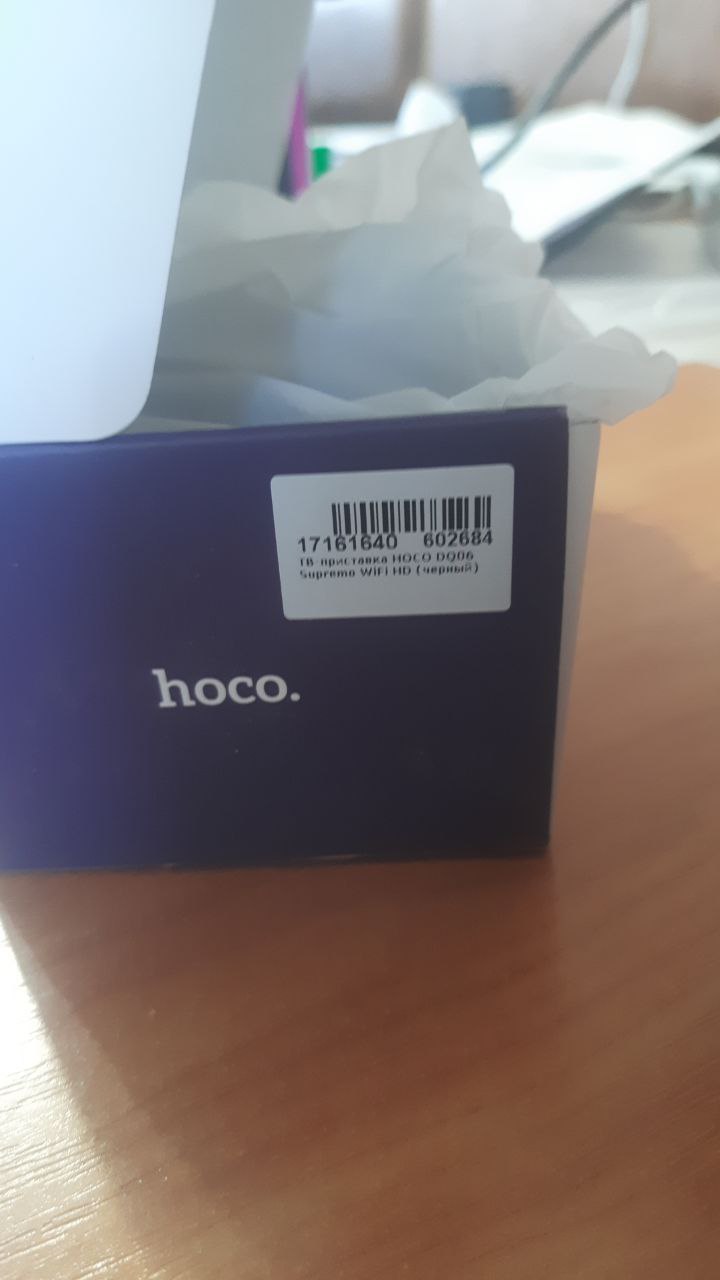 17161640 602684
ТВ-приставка HOCO DQ06
Supremo WiFi HD (черный)
hoco.